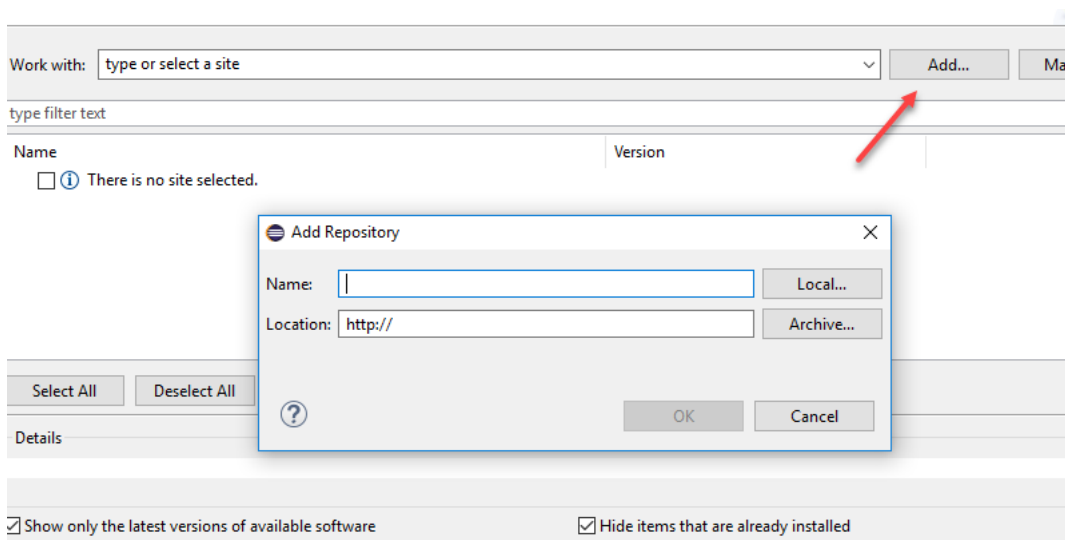 Work with: type or select a site Add... Ma
type filter text
Name Version
There is no site selected.
Add Repository
Name: Local...
Location: http:// Archive...
Select All Deselect All
? OK Cancel
Details
Show only the latest versions of available software Hide items that are already installed